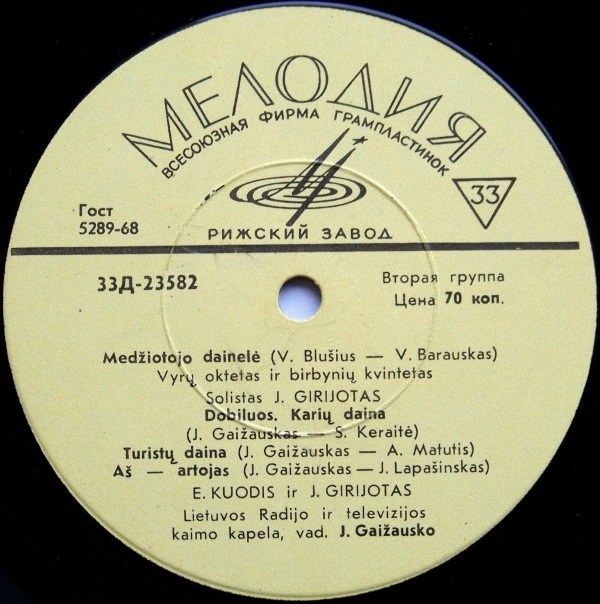 МЕЛОДИЯ
ВСЕСОЮЗНАЯ ФИРМА ГРАМПЛАСТИНОК
33
Гост
5289-68
РИЖСКИЙ ЗАВОД
33Д-23582
Вторая группа
Цена 70 коп.
Medžiotojo dainelė (V. Blušius — V. Barauskas)
Vyrų oktetas ir birbynių kvintetas
Solistas J. GIRIJOTAS
Dobiluos. Karių daina
(J. Gaižauskas — S. Keraitė)
Turistų daina (J. Gaižauskas — A. Matutis)
Aš — artojas (J. Gaižauskas — J. Lapašinskas)
E. KUODIS ir J. GIRIJOTAS
Lietuvos Radijo ir televizijos
kaimo kapela, vad. J. Gaižausko